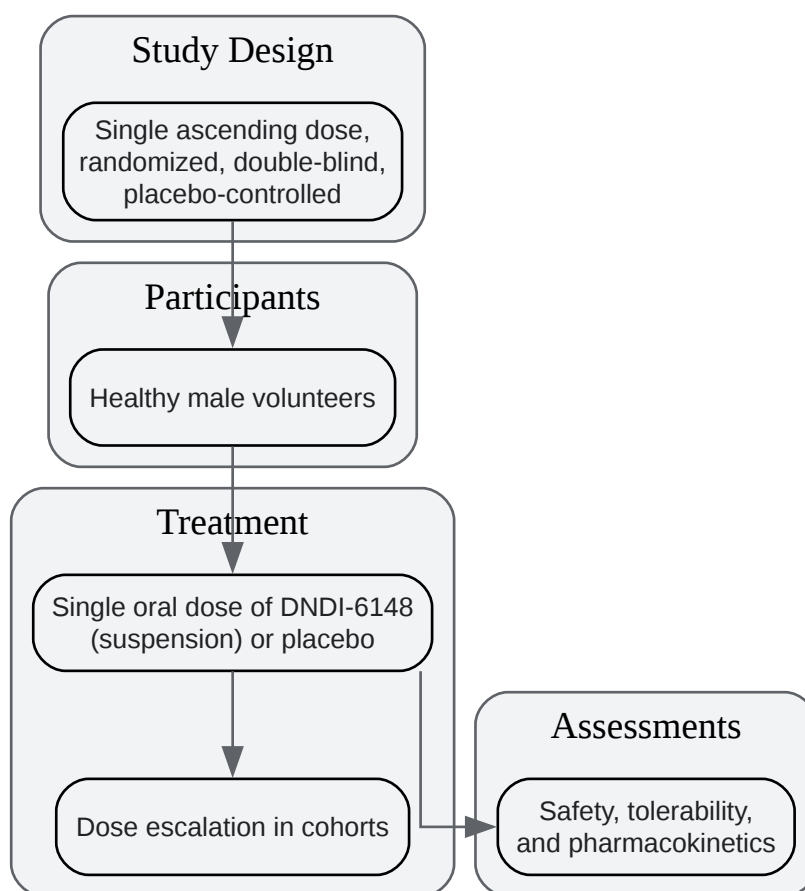 Study Design
Single ascending dose,
randomized, double-blind,
placebo-controlled
Participants
Healthy male volunteers
Treatment
Single oral dose of DNDI-6148
(suspension) or placebo
Dose escalation in cohorts
Assessments
Safety, tolerability,
and pharmacokinetics